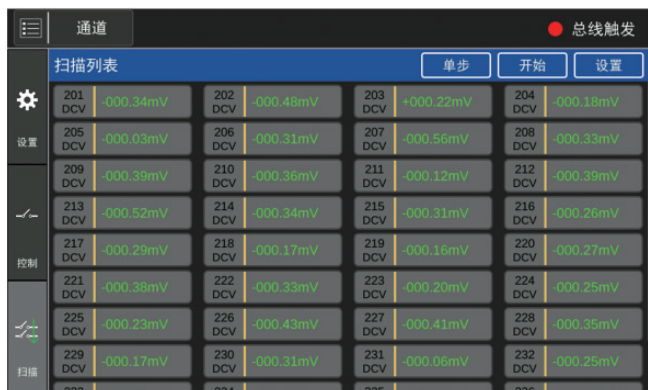 通道
总线触发
扫描列表 单步 开始 设置
设置
控制
扫描
201 DCV -000.34mV 202 DCV -000.48mV 203 DCV +000.22mV 204 DCV -000.18mV
205 DCV -000.03mV 206 DCV -000.31mV 207 DCV -000.56mV 208 DCV -000.33mV
209 DCV -000.39mV 210 DCV -000.36mV 211 DCV -000.12mV 212 DCV -000.39mV
213 DCV -000.52mV 214 DCV -000.34mV 215 DCV -000.31mV 216 DCV -000.26mV
217 DCV -000.29mV 218 DCV -000.17mV 219 DCV -000.16mV 220 DCV -000.27mV
221 DCV -000.38mV 222 DCV -000.33mV 223 DCV -000.20mV 224 DCV -000.25mV
225 DCV -000.23mV 226 DCV -000.43mV 227 DCV -000.41mV 228 DCV -000.35mV
229 DCV -000.17mV 230 DCV -000.31mV 231 DCV -000.06mV 232 DCV -000.25mV